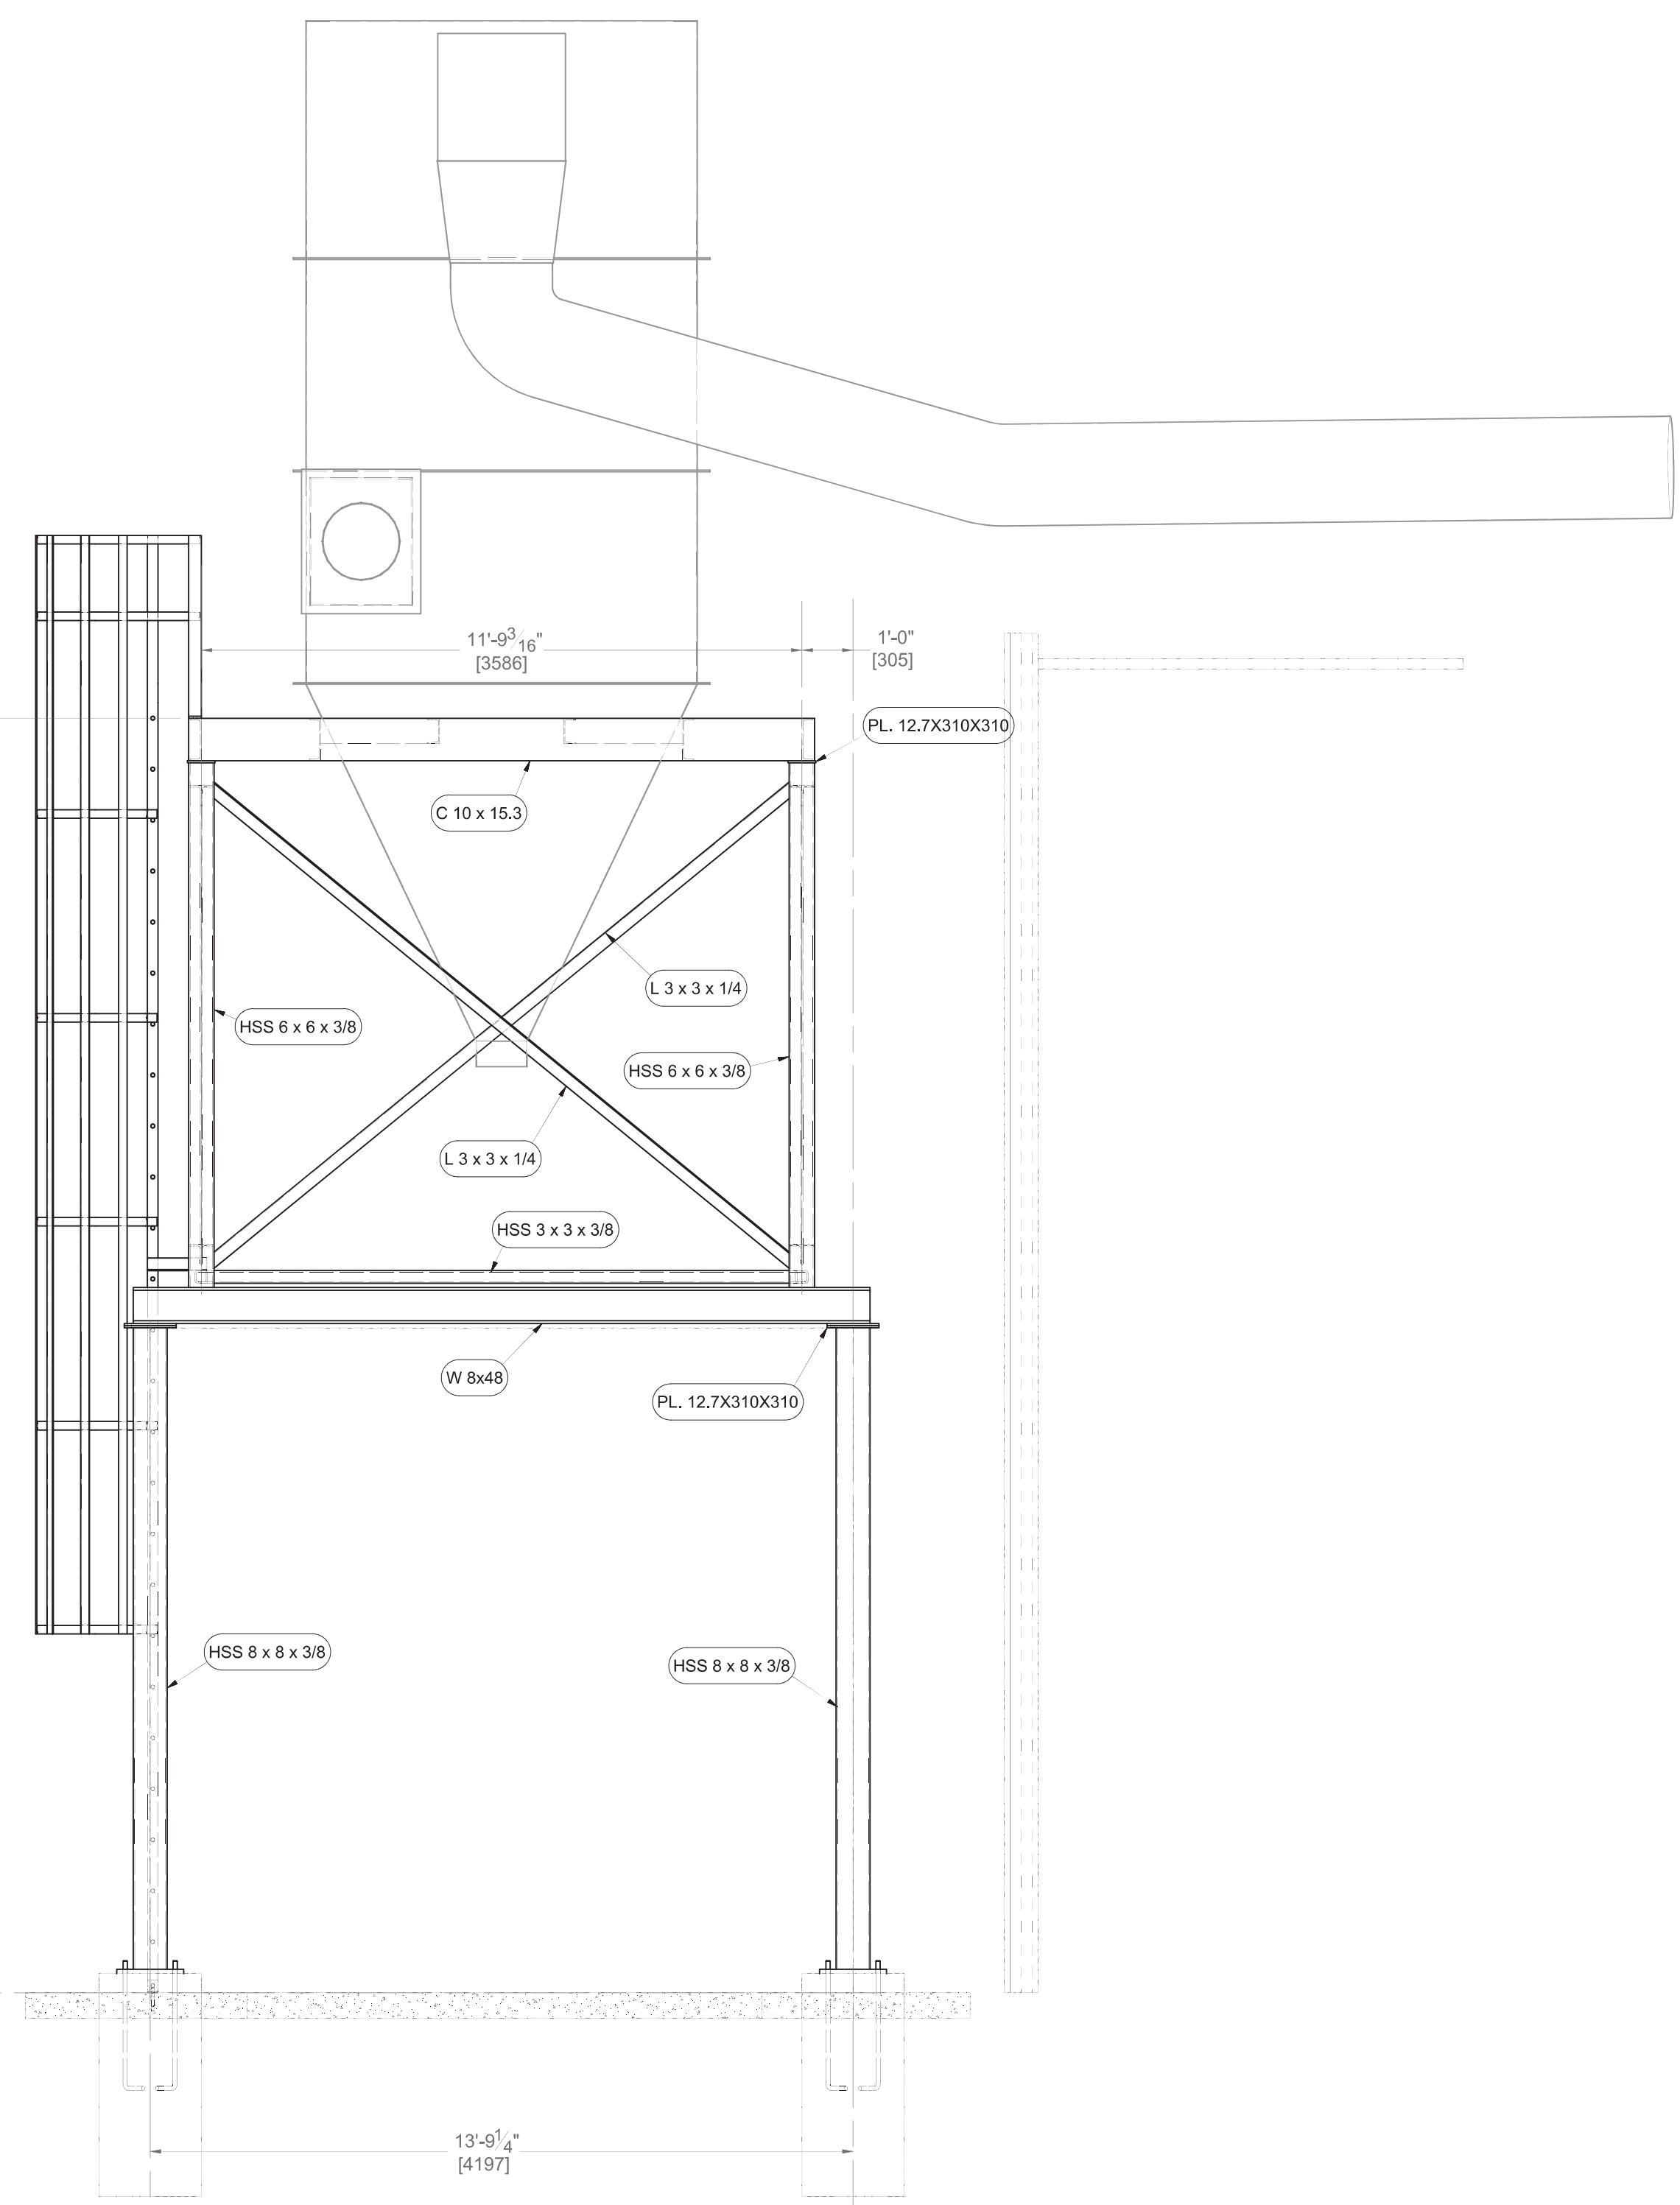 11'-9 3/16"
[3586]
1'-0"
[305]
PL. 12.7X310X310
C 10 x 15.3
L 3 x 3 x 1/4
HSS 6 x 6 x 3/8
HSS 6 x 6 x 3/8
L 3 x 3 x 1/4
HSS 3 x 3 x 3/8
W 8x48
PL. 12.7X310X310
HSS 8 x 8 x 3/8
HSS 8 x 8 x 3/8
13'-9 1/4"
[4197]